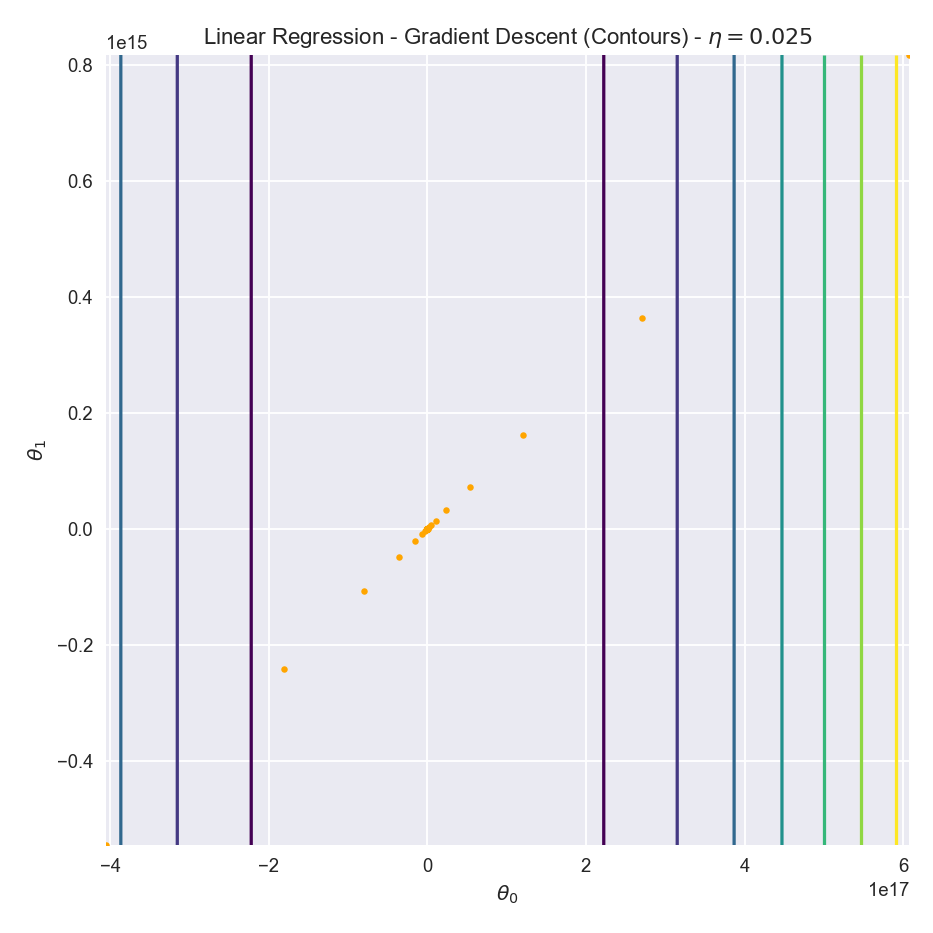 Linear Regression - Gradient Descent (Contours) - η = 0.025
1e15
0.8
0.6
0.4
0.2
0.0
−0.2
−0.4
θ₁
−4 −2 0 2 4 6
1e17
θ₀